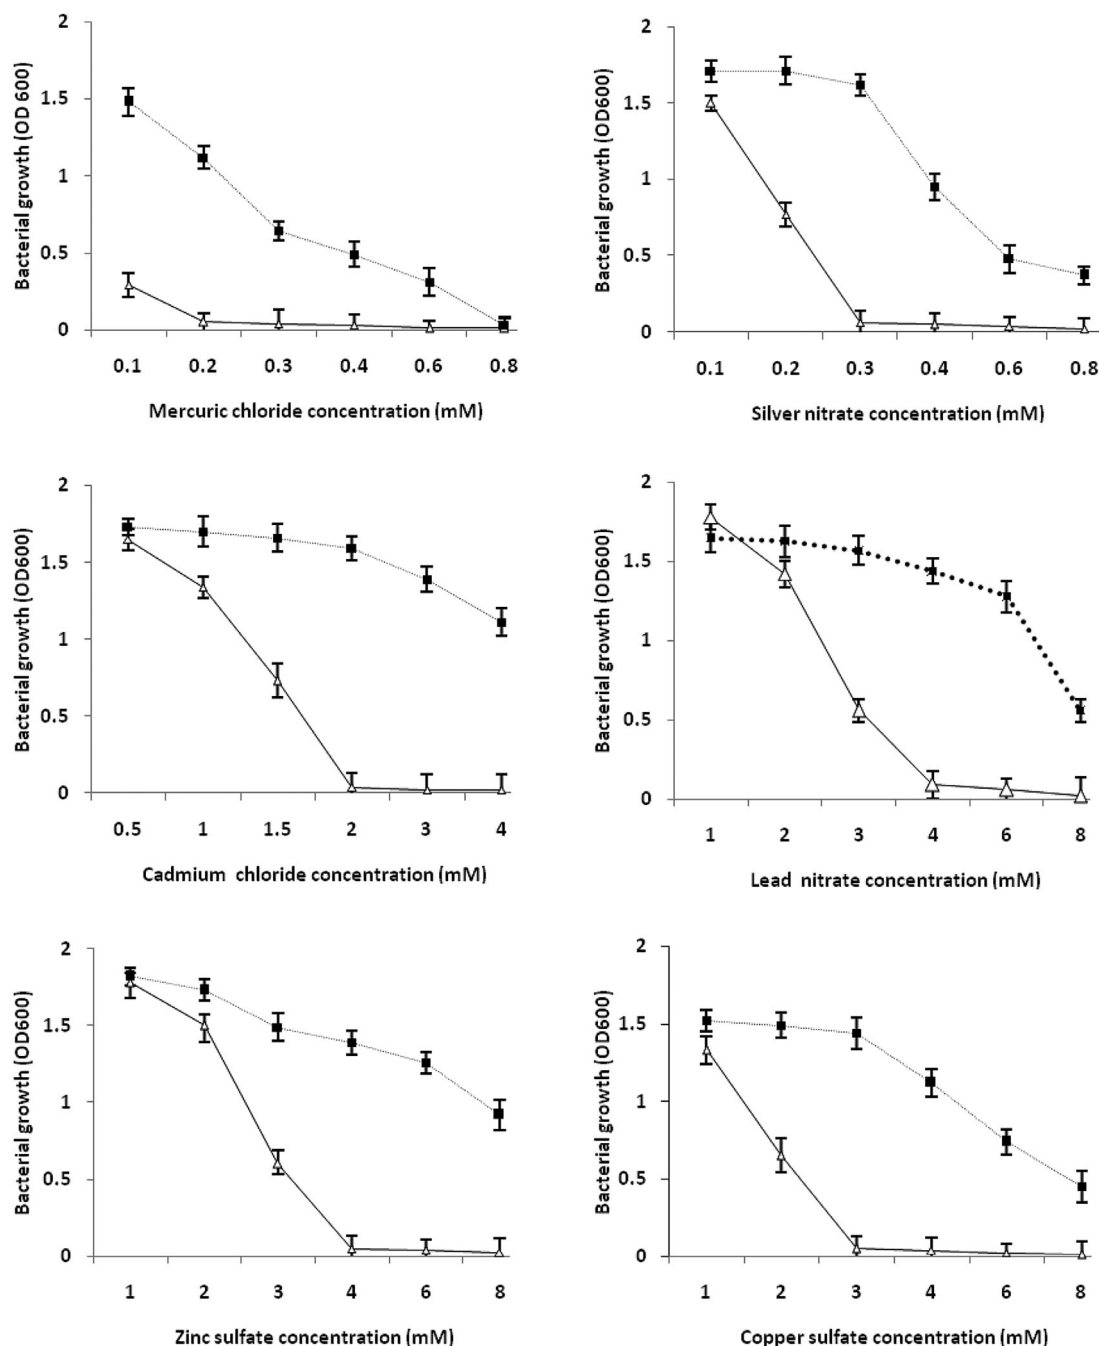 2
1.5
1
0.5
0
Bacterial growth (OD 600)
0.1 0.2 0.3 0.4 0.6 0.8
Mercuric chloride concentration (mM)
2
1.5
1
0.5
0
Bacterial growth (OD600)
0.1 0.2 0.3 0.4 0.6 0.8
Silver nitrate concentration (mM)
2
1.5
1
0.5
0
Bacterial growth (OD600)
0.5 1 1.5 2 3 4
Cadmium chloride concentration (mM)
2
1.5
1
0.5
0
Bacterial growth (OD600)
1 2 3 4 6 8
Lead nitrate concentration (mM)
2
1.5
1
0.5
0
Bacterial growth (OD600)
1 2 3 4 6 8
Zinc sulfate concentration (mM)
2
1.5
1
0.5
0
Bacterial growth (OD600)
1 2 3 4 6 8
Copper sulfate concentration (mM)